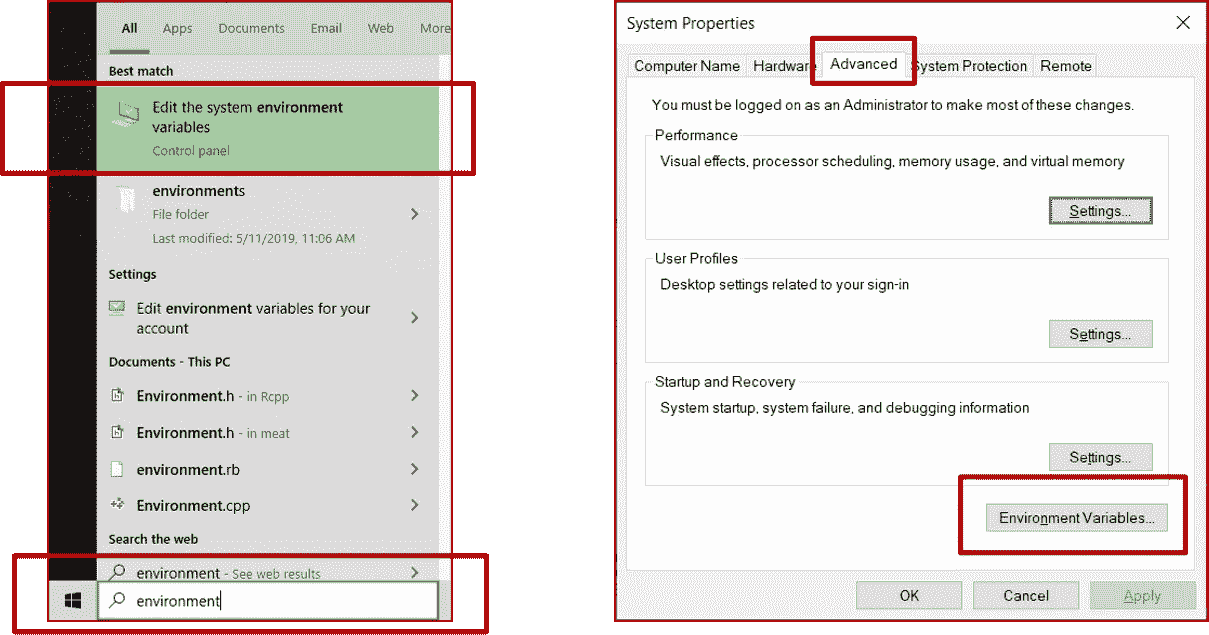 All Apps Documents Email Web More
Best match
Edit the system environment
variables
Control panel
environments
File folder
Last modified: 5/11/2019, 11:06 AM
Settings
Edit environment variables for your
account
Documents - This PC
Environment.h - in Rcpp
Environment.h - in meat
environment.rb
Environment.cpp
Search the web
environment - See web results
environment
System Properties
Computer Name Hardware Advanced System Protection Remote
You must be logged on as an Administrator to make most of these changes.
Performance
Visual effects, processor scheduling, memory usage, and virtual memory
Settings...
User Profiles
Desktop settings related to your sign-in
Settings...
Startup and Recovery
System startup, system failure, and debugging information
Settings...
Environment Variables...
OK Cancel Apply